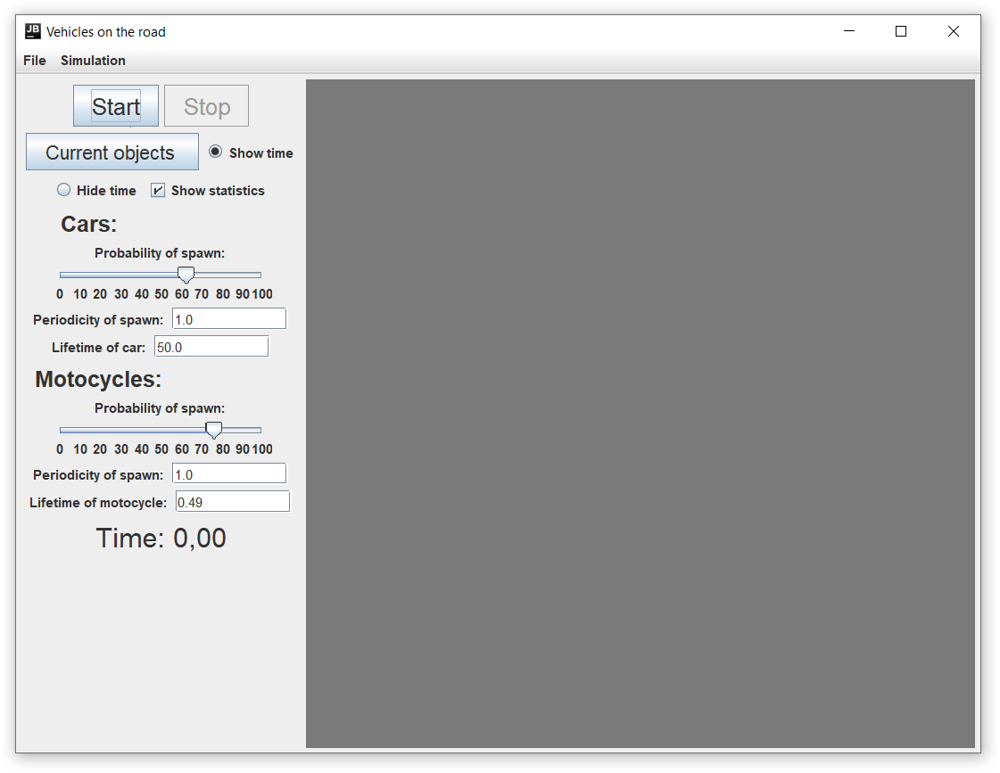 JB Vehicles on the road
File Simulation
Start Stop
Current objects Show time
Hide time Show statistics
Cars:
Probability of spawn:
0 10 20 30 40 50 60 70 80 90 100
Periodicity of spawn: 1.0
Lifetime of car: 50.0
Motocycles:
Probability of spawn:
0 10 20 30 40 50 60 70 80 90 100
Periodicity of spawn: 1.0
Lifetime of motocycle: 0.49
Time: 0,00